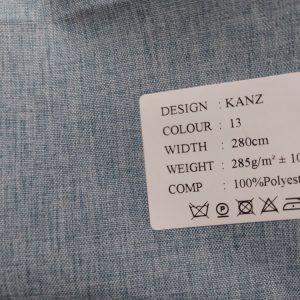 DESIGN : KANZ
COLOUR : 13
WIDTH : 280cm
WEIGHT : 285g/m² ± 10
COMP : 100%Polyest